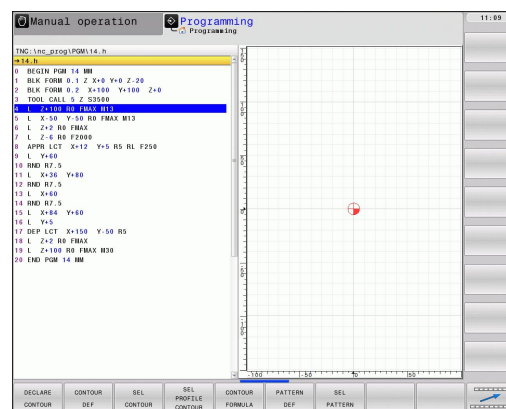 Manual operation
Programming
Programming
11:09
TNC:\nc_prog\PGM\14.h
→14.h
0 BEGIN PGM 14 MM
1 BLK FORM 0.1 Z X+0 Y+0 Z-20
2 BLK FORM 0.2 X+100 Y+100 Z+0
3 TOOL CALL 5 Z S3500
4 L Z+100 R0 FMAX M13
5 L X-50 Y-50 R0 FMAX M13
6 L Z+2 R0 FMAX
7 L Z-6 R0 F2000
8 APPR LCT X+12 Y+5 R5 RL F250
9 L Y+60
10 RND R7.5
11 L X+36 Y+80
12 RND R7.5
13 L X+60
14 RND R7.5
15 L X+84 Y+60
16 L Y+5
17 DEP LCT X+150 Y-50 R5
18 L Z+2 R0 FMAX
19 L Z+100 R0 FMAX M30
20 END PGM 14 MM
-100 -50 0 50
DECLARE CONTOUR
CONTOUR DEF
SEL CONTOUR
SEL PROFILE CONTOUR
CONTOUR FORMULA
PATTERN DEF
SEL PATTERN